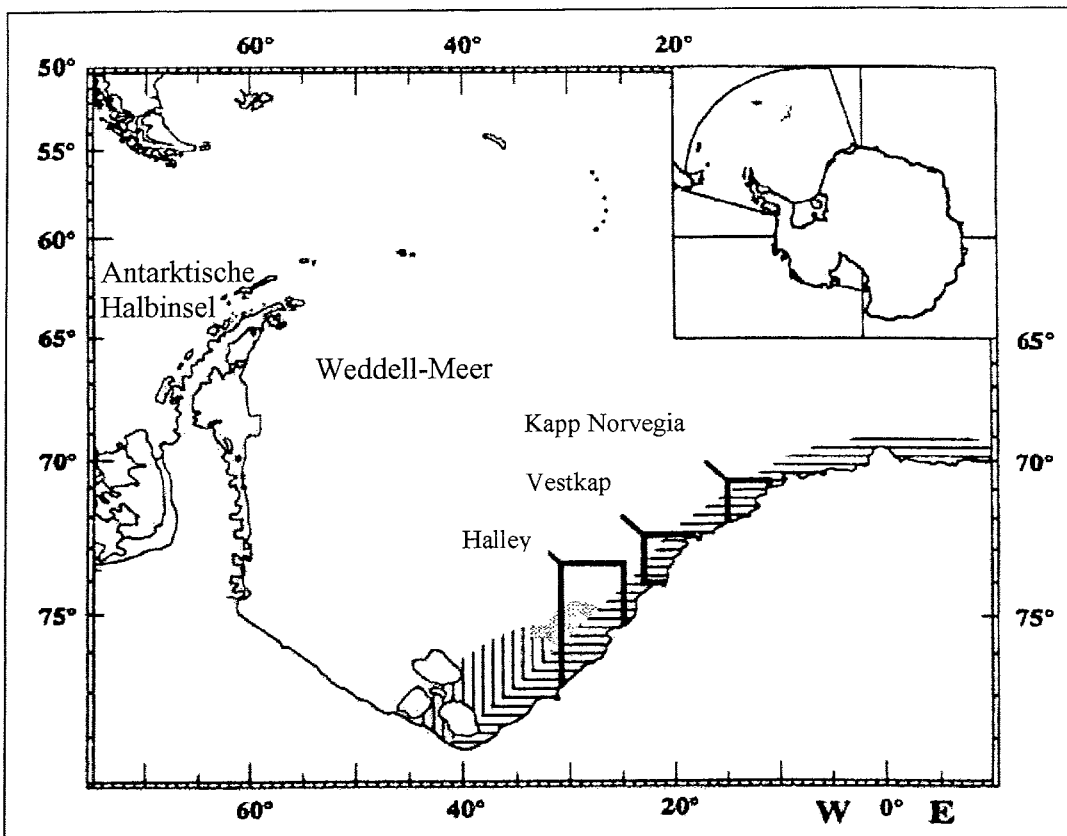 60° 40° 20°
50°
55°
60°
65°
70°
75°
65°
70°
75°
Antarktische
Halbinsel
Weddell-Meer
Kapp Norvegia
Vestkap
Halley
60° 40° 20° W 0° E